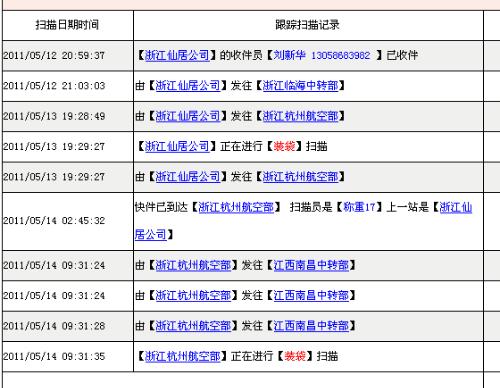 扫描日期时间 跟踪扫描记录
2011/05/12 20:59:37 【浙江仙居公司】的收件员【刘新华 13058683982 】已收件
2011/05/12 21:03:03 由【浙江仙居公司】发往【浙江临海中转部】
2011/05/13 19:28:49 由【浙江仙居公司】发往【浙江杭州航空部】
2011/05/13 19:29:27 【浙江仙居公司】正在进行【装袋】扫描
2011/05/13 19:29:27 由【浙江仙居公司】发往【浙江杭州航空部】
2011/05/14 02:45:32 快件已到达【浙江杭州航空部】 扫描员是【称重17】上一站是【浙江仙
居公司】
2011/05/14 09:31:24 由【浙江杭州航空部】发往【江西南昌中转部】
2011/05/14 09:31:24 由【浙江杭州航空部】发往【江西南昌中转部】
2011/05/14 09:31:28 由【浙江杭州航空部】发往【江西南昌中转部】
2011/05/14 09:31:35 【浙江杭州航空部】正在进行【装袋】扫描